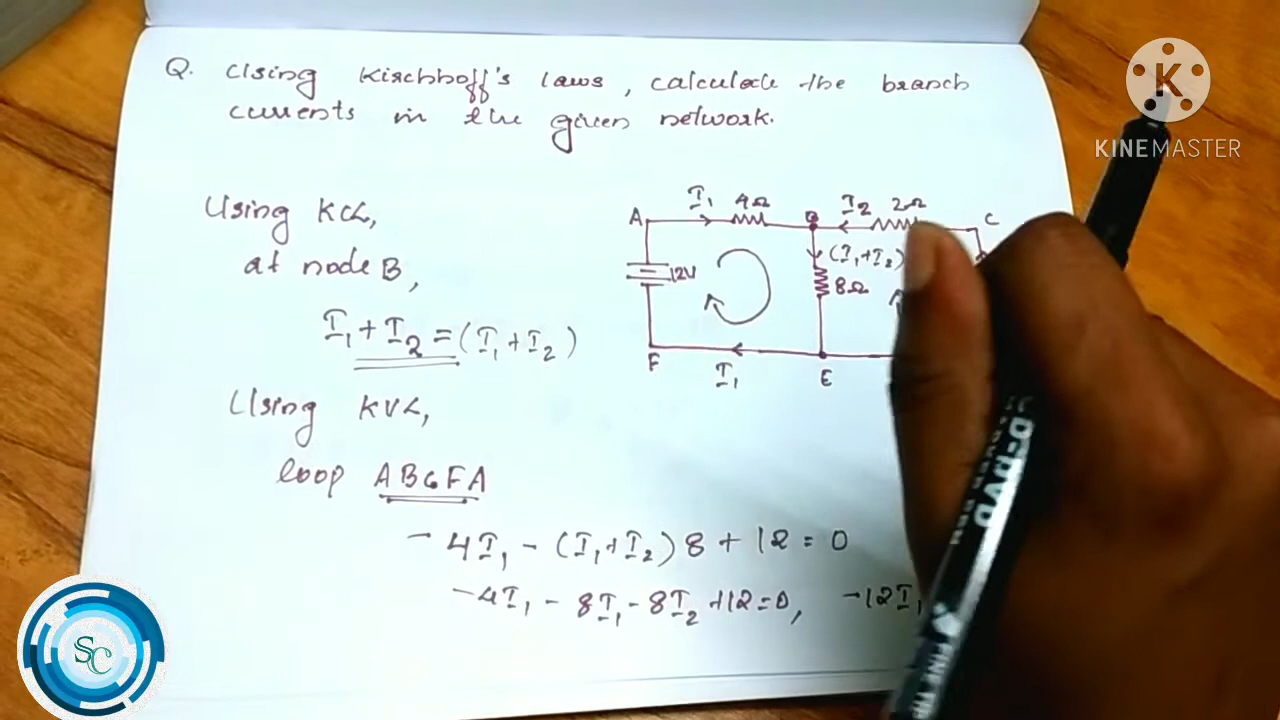 Q. Using Kirchhoff's laws, calculate the branch
currents in the given network.
KINEMASTER
Using KCL,
at node B,
I₁ + I₂ = (I₁ + I₂)
Using KVL,
loop ABEFA
- 4I₁ - (I₁+I₂) 8 + 12 = 0
-4I₁ - 8I₁ - 8I₂ +12 = 0, -12I₁
A
I₁ 4Ω
B
I₂ 2Ω
C
12V
(I₁+I₂)
8Ω
F
I₁
E
SC